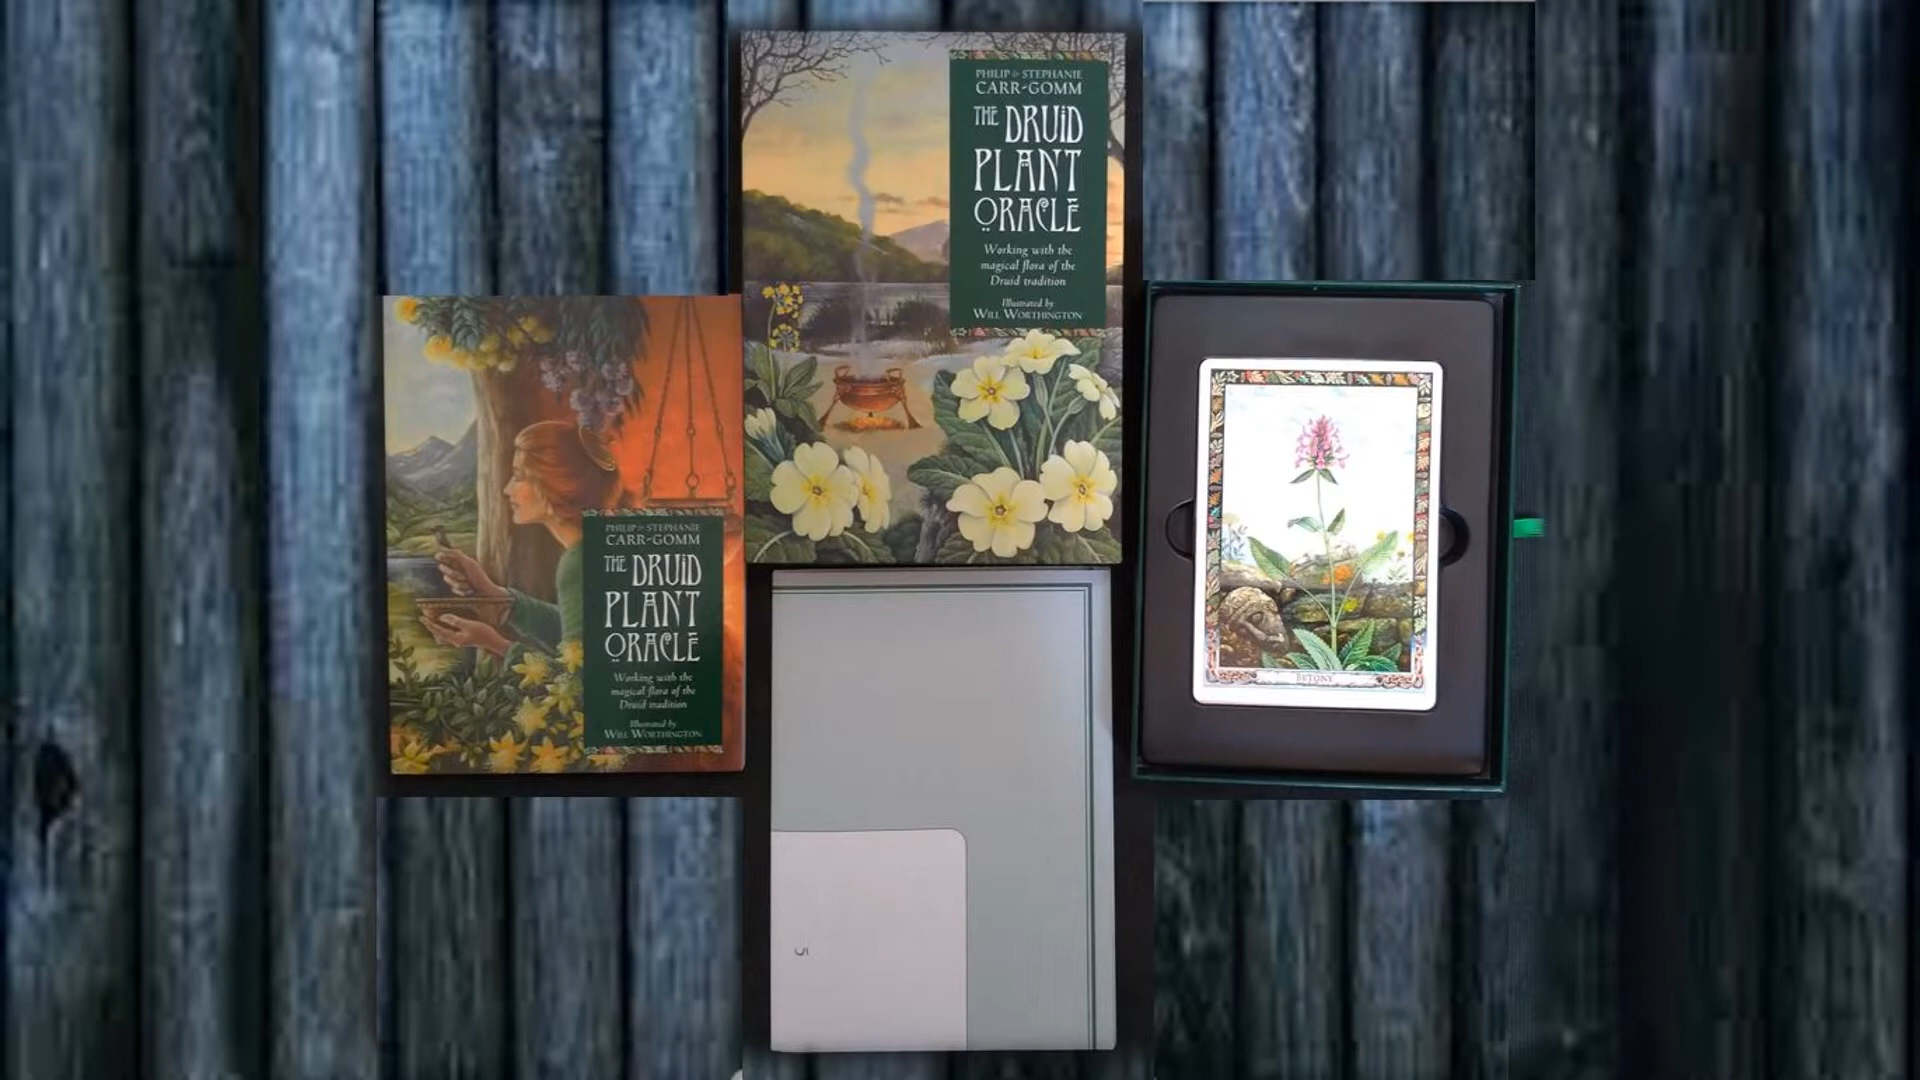 PHILIP & STEPHANIE
CARR-GOMM
THE DRUID
PLANT
ORACLE
Working with the
magical flora of the
Druid tradition
Illustrated by
WILL WORTHINGTON
PHILIP & STEPHANIE
CARR-GOMM
THE DRUID
PLANT
ORACLE
Working with the
magical flora of the
Druid tradition
Illustrated by
WILL WORTHINGTON
BETONY
5